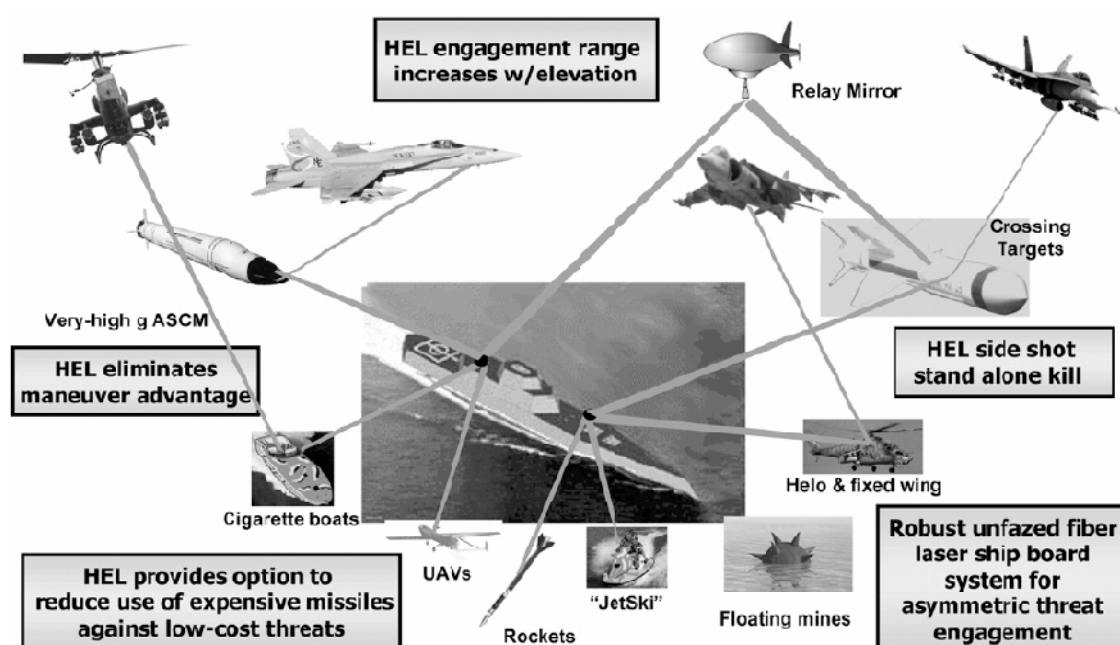 HEL engagement range
increases w/elevation
Relay Mirror
Crossing
Targets
Very-high g ASCM
HEL eliminates
maneuver advantage
HEL side shot
stand alone kill
Cigarette boats
Helo & fixed wing
HEL provides option to
reduce use of expensive missiles
against low-cost threats
UAVs
Rockets
“JetSki”
Floating mines
Robust unfazed fiber
laser ship board
system for
asymmetric threat
engagement